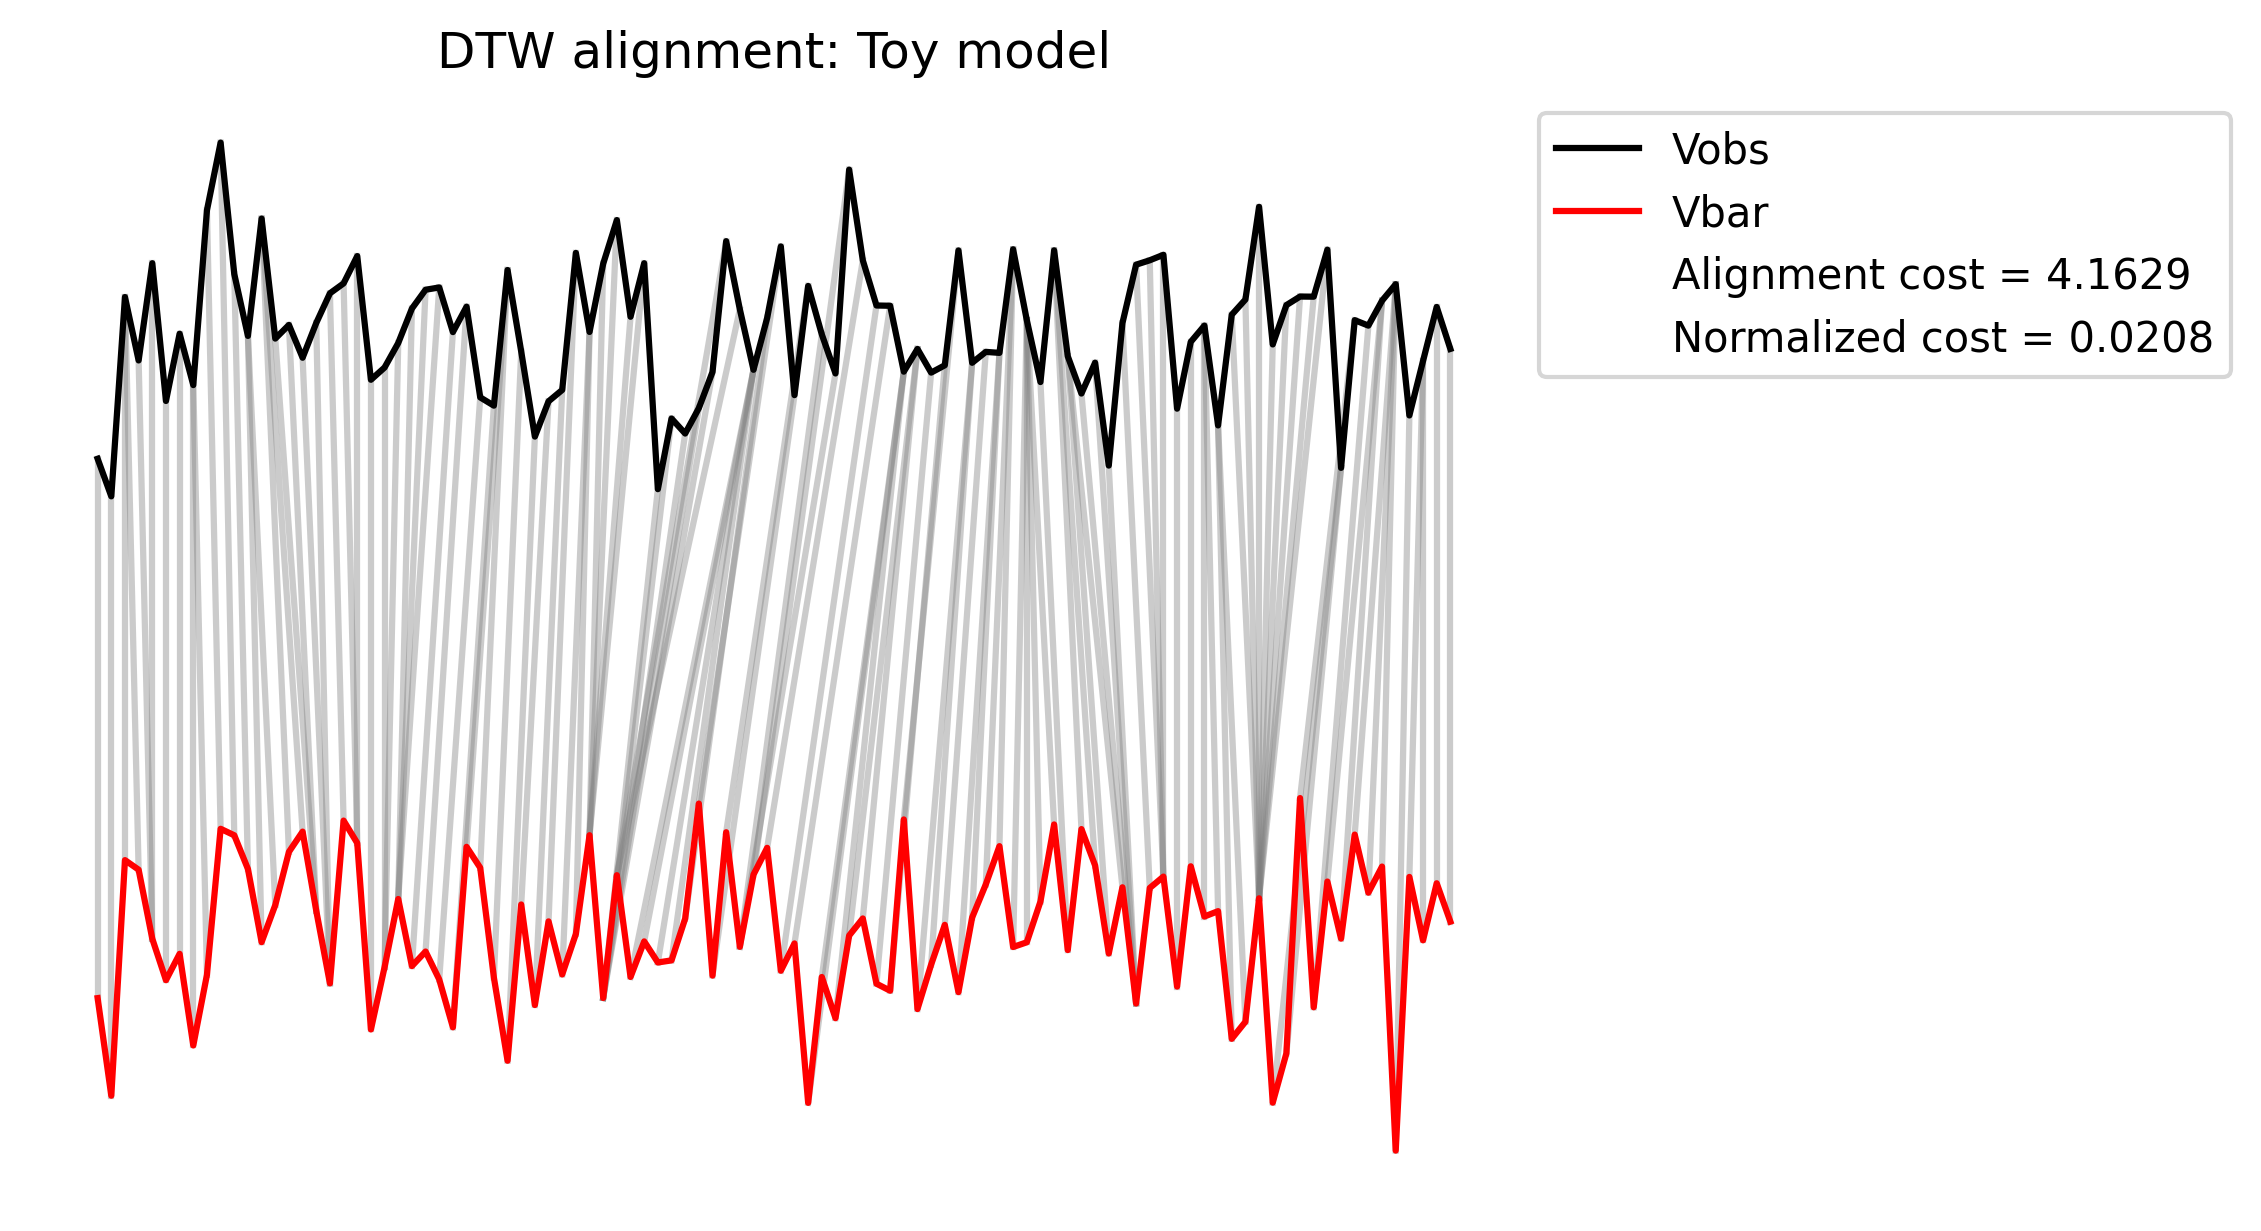 DTW alignment: Toy model
Vobs
Vbar
Alignment cost = 4.1629
Normalized cost = 0.0208